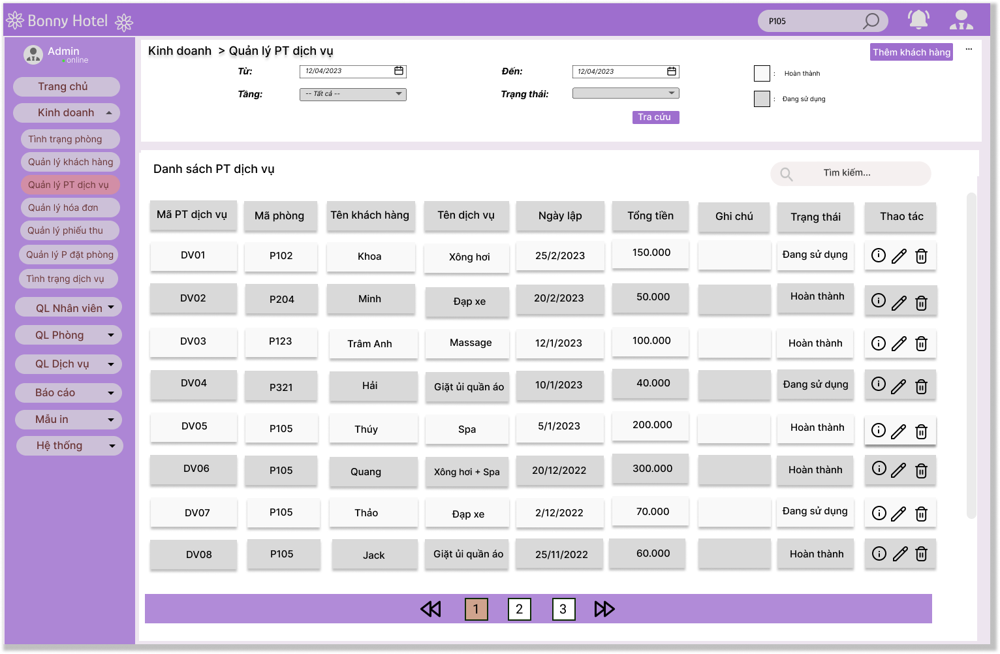 Bonny Hotel
P105
Admin
online
Trang chủ
Kinh doanh
Tình trạng phòng
Quản lý khách hàng
Quản lý PT dịch vụ
Quản lý hóa đơn
Quản lý phiếu thu
Quản lý P đặt phòng
Tình trạng dịch vụ
QL Nhân viên
QL Phòng
QL Dịch vụ
Báo cáo
Mẫu in
Hệ thống
Kinh doanh > Quản lý PT dịch vụ
Thêm khách hàng ...
Từ: 12/04/2023 Đến: 12/04/2023 : Hoàn thành
Tầng: -- Tất cả -- Trạng thái: : Đang sử dụng
Tra cứu
Danh sách PT dịch vụ
Tìm kiếm...
Mã PT dịch vụ Mã phòng Tên khách hàng Tên dịch vụ Ngày lập Tổng tiền Ghi chú Trạng thái Thao tác
DV01 P102 Khoa Xông hơi 25/2/2023 150.000 Đang sử dụng
DV02 P204 Minh Đạp xe 20/2/2023 50.000 Hoàn thành
DV03 P123 Trâm Anh Massage 12/1/2023 100.000 Hoàn thành
DV04 P321 Hải Giặt ủi quần áo 10/1/2023 40.000 Đang sử dụng
DV05 P105 Thúy Spa 5/1/2023 200.000 Hoàn thành
DV06 P105 Quang Xông hơi + Spa 20/12/2022 300.000 Hoàn thành
DV07 P105 Thảo Đạp xe 2/12/2022 70.000 Đang sử dụng
DV08 P105 Jack Giặt ủi quần áo 25/11/2022 60.000 Hoàn thành
1 2 3